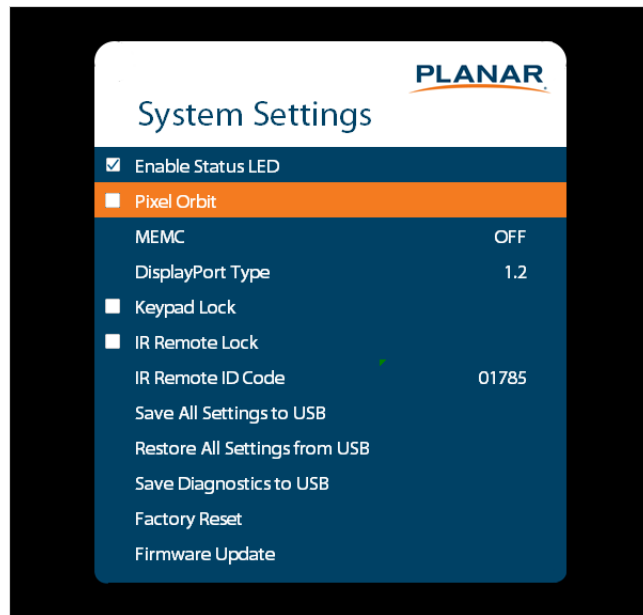 PLANAR
System Settings
Enable Status LED
Pixel Orbit
MEMC OFF
DisplayPort Type 1.2
Keypad Lock
IR Remote Lock
IR Remote ID Code 01785
Save All Settings to USB
Restore All Settings from USB
Save Diagnostics to USB
Factory Reset
Firmware Update